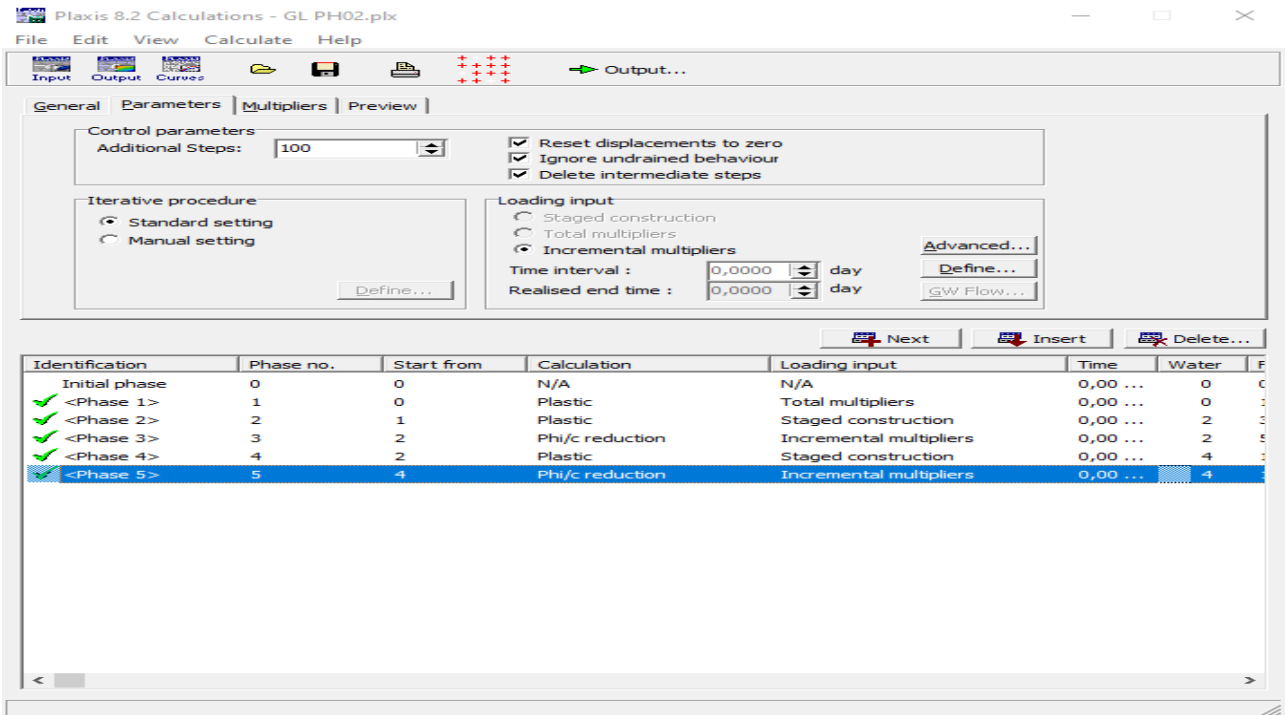 Plaxis 8.2 Calculations - GL PH02.plx
File Edit View Calculate Help
Input Output Curves Output...
General Parameters Multipliers Preview
Control parameters
Additional Steps: 100
Reset displacements to zero
Ignore undrained behaviour
Delete intermediate steps
Iterative procedure
Standard setting
Manual setting
Define...
Loading input
Staged construction
Total multipliers
Incremental multipliers
Advanced...
Time interval : 0,0000 day Define...
Realised end time : 0,0000 day GW Flow...
Next Insert Delete...
Identification Phase no. Start from Calculation Loading input Time Water F
Initial phase 0 0 N/A N/A 0,00 ... 0
<Phase 1> 1 0 Plastic Total multipliers 0,00 ... 0
<Phase 2> 2 1 Plastic Staged construction 0,00 ... 2
<Phase 3> 3 2 Phi/c reduction Incremental multipliers 0,00 ... 2
<Phase 4> 4 2 Plastic Staged construction 0,00 ... 4
<Phase 5> 5 4 Phi/c reduction Incremental multipliers 0,00 ... 4